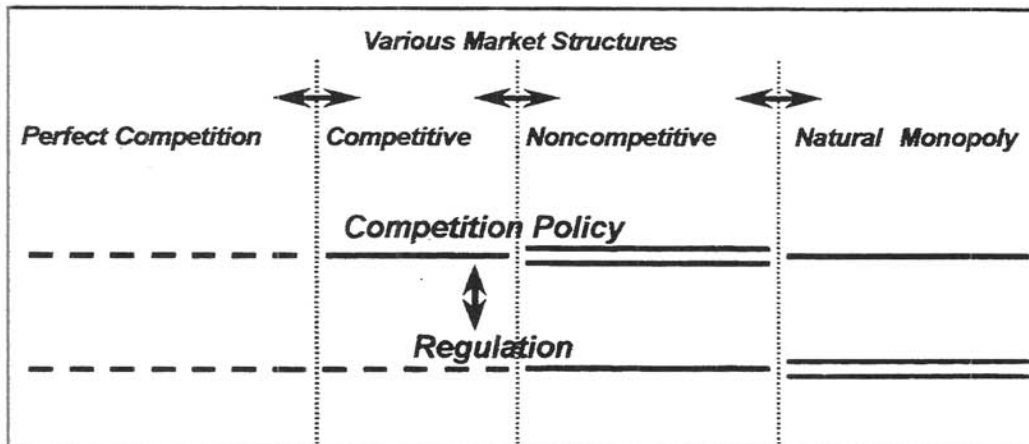 Various Market Structures
Perfect Competition Competitive Noncompetitive Natural Monopoly
Competition Policy
Regulation